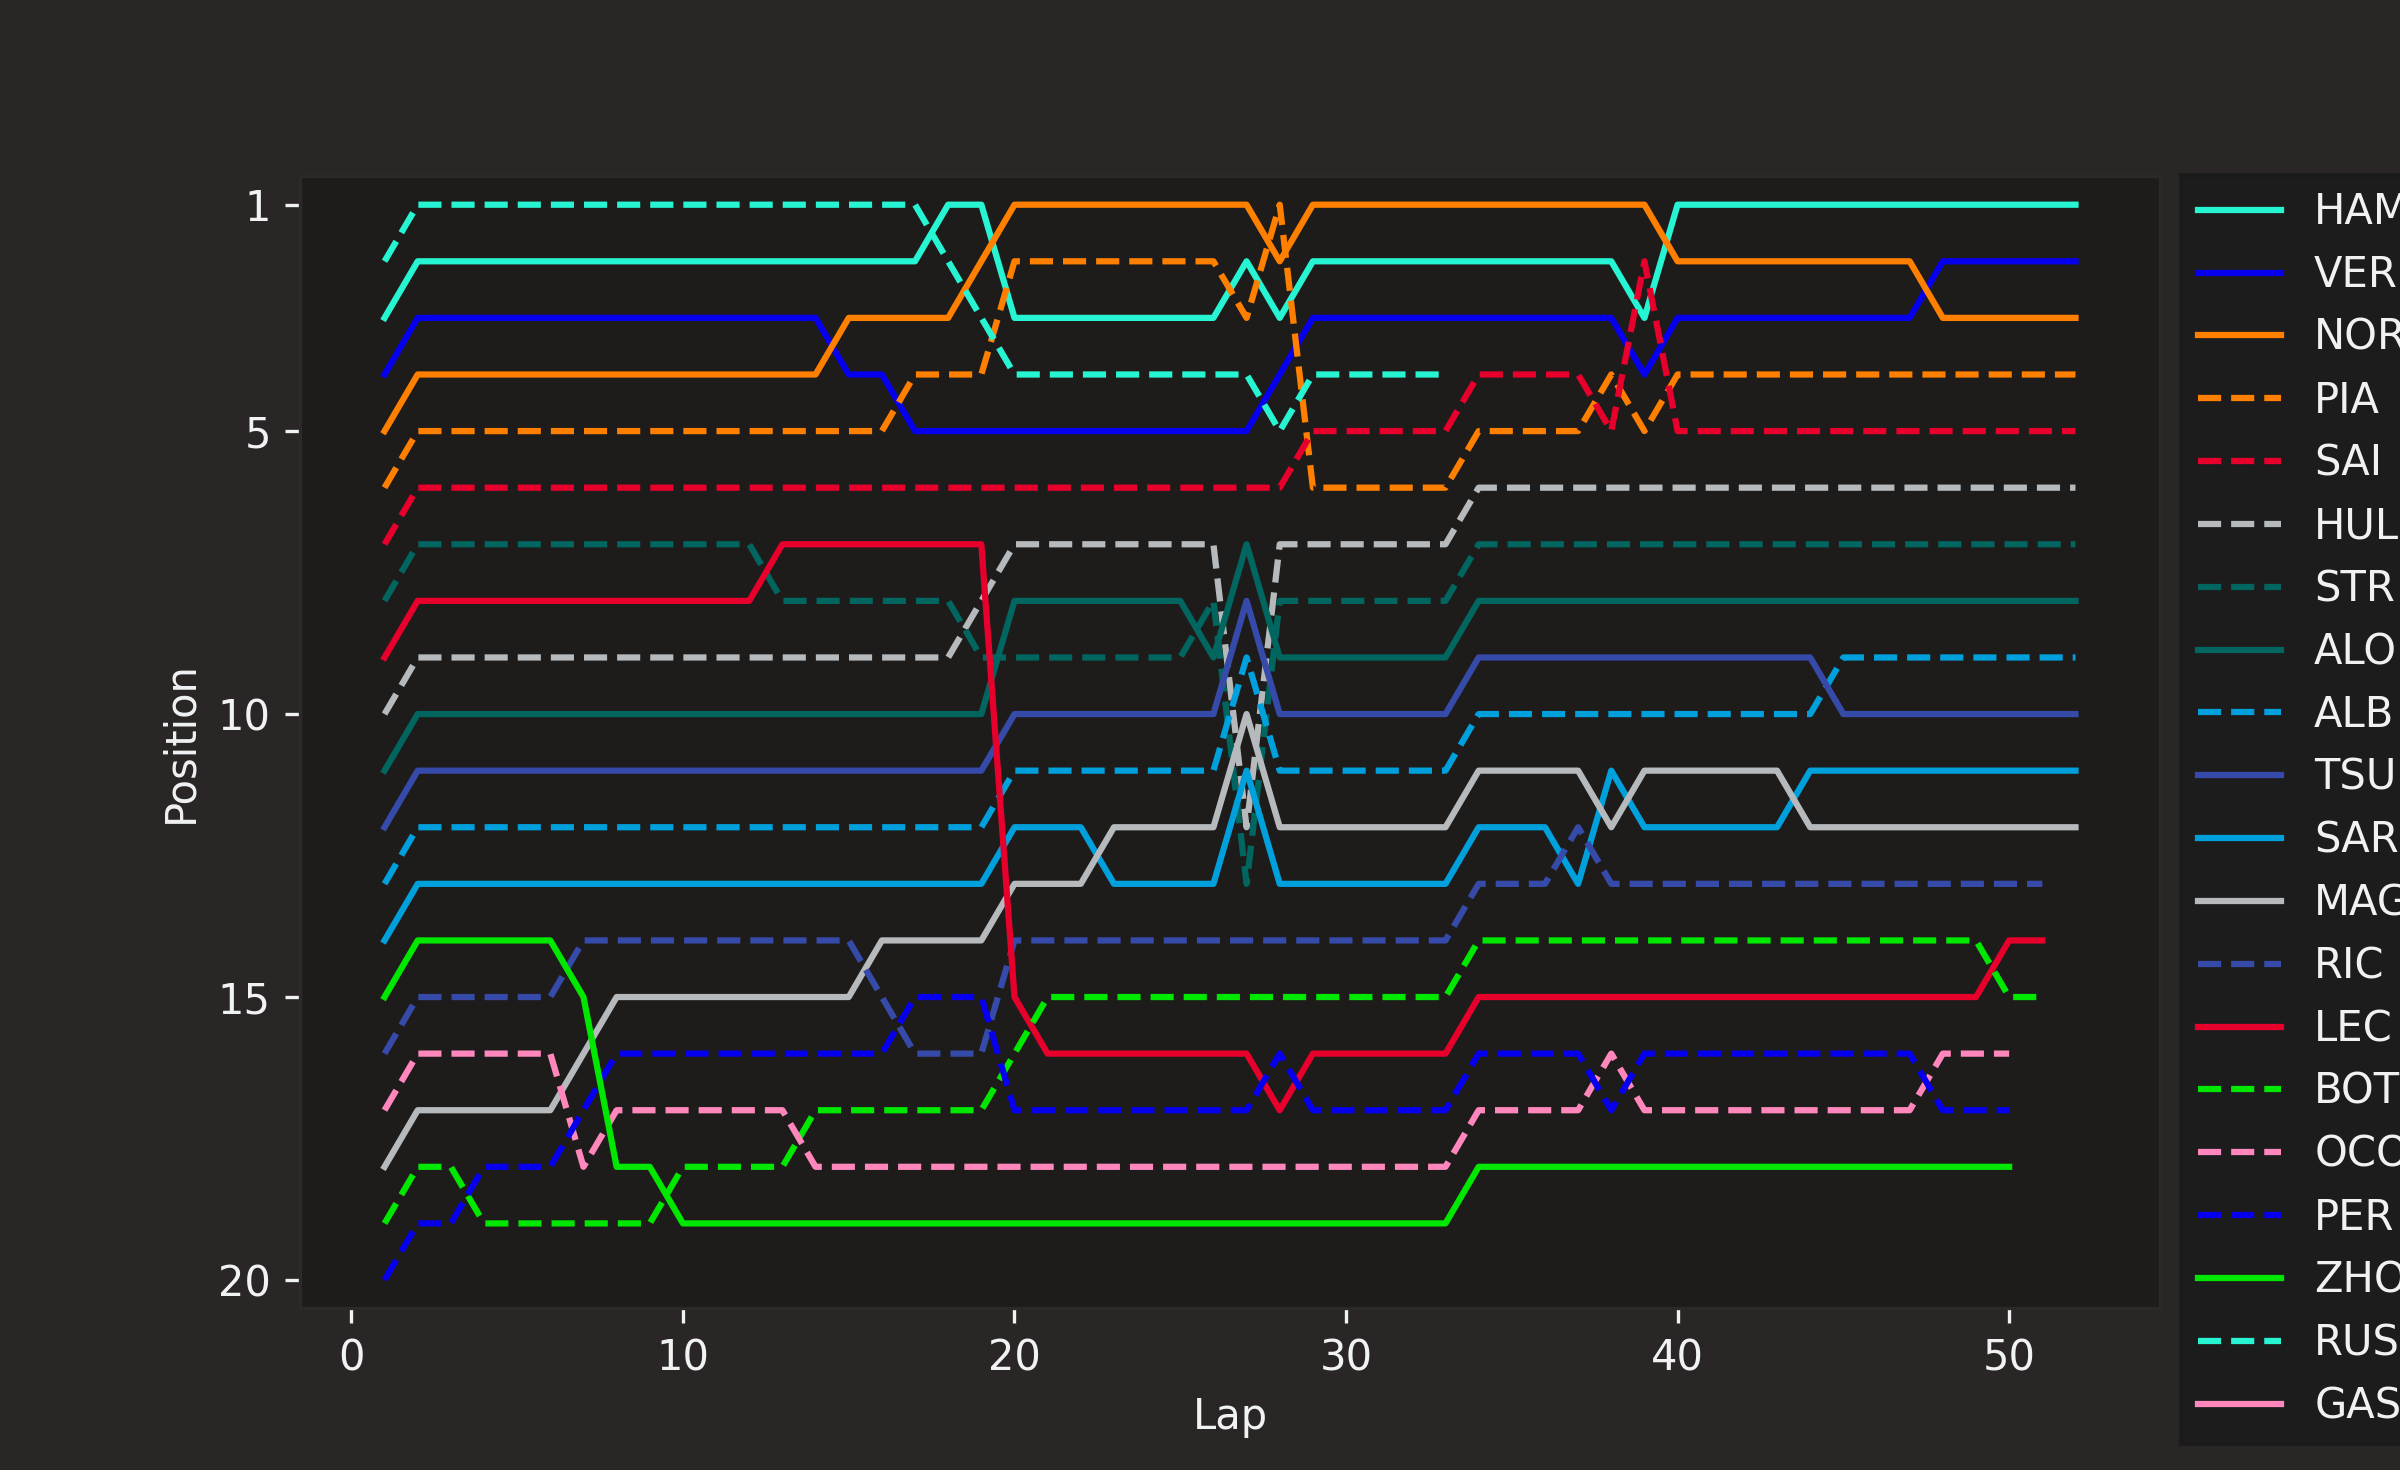 1
5
10
15
20
Position
0 10 20 30 40 50
Lap
HAM
VER
NOR
PIA
SAI
HUL
STR
ALO
ALB
TSU
SAR
MAG
RIC
LEC
BOT
OCO
PER
ZHO
RUS
GAS